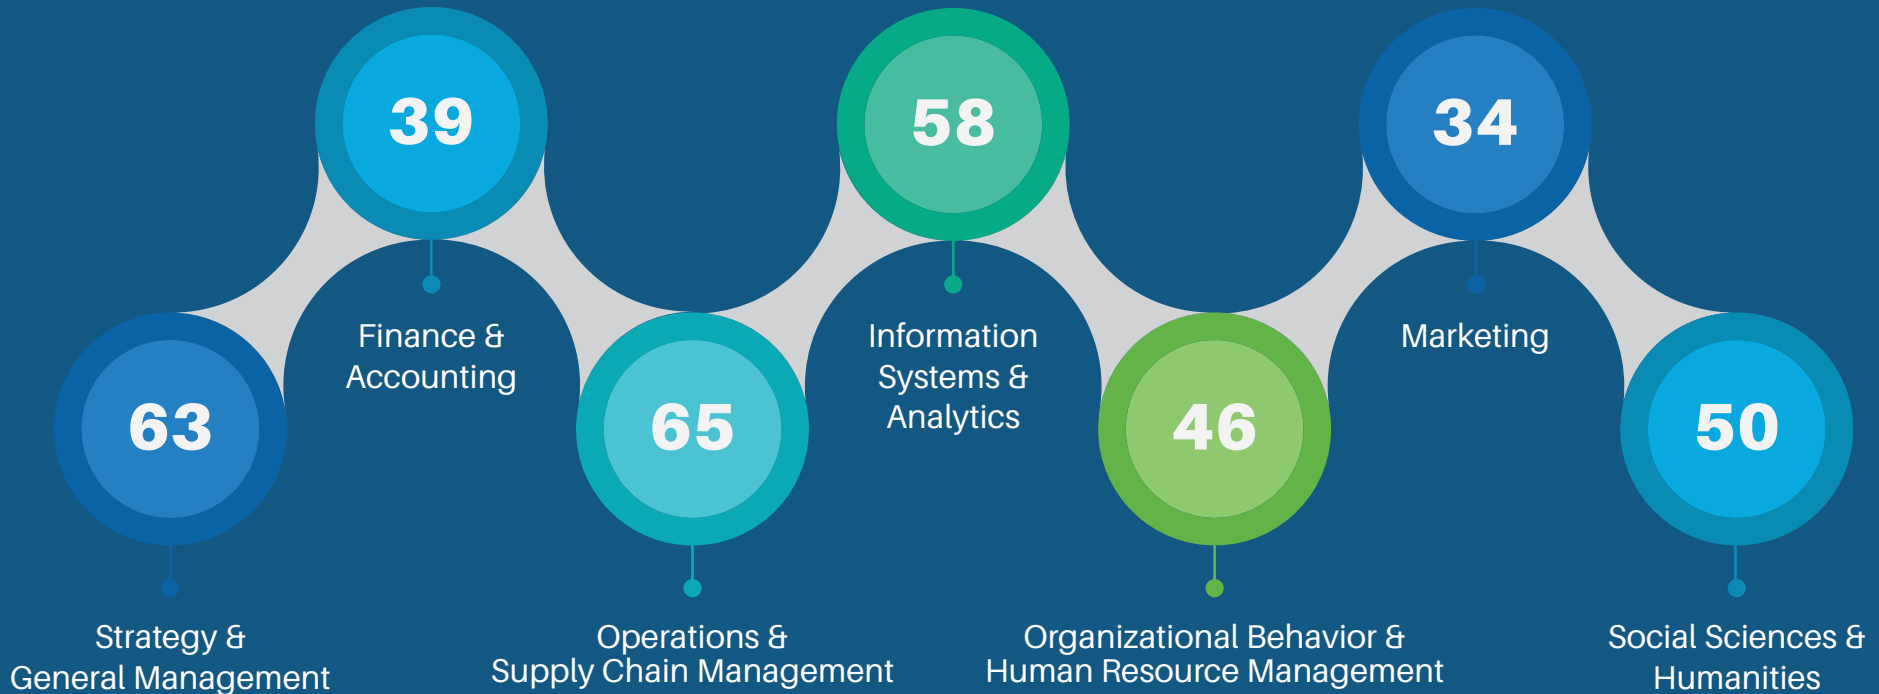 39
58
34
Finance &
Accounting
Information
Systems &
Analytics
Marketing
63
65
46
50
Strategy &
General Management
Operations &
Supply Chain Management
Organizational Behavior &
Human Resource Management
Social Sciences &
Humanities